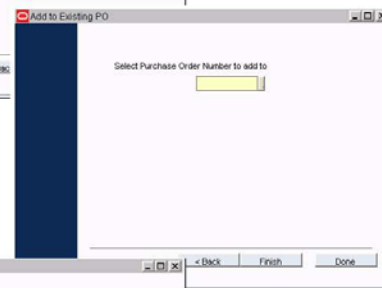 Add to Existing PO
Select Purchase Order Number to add to
< Back
Finish
Done